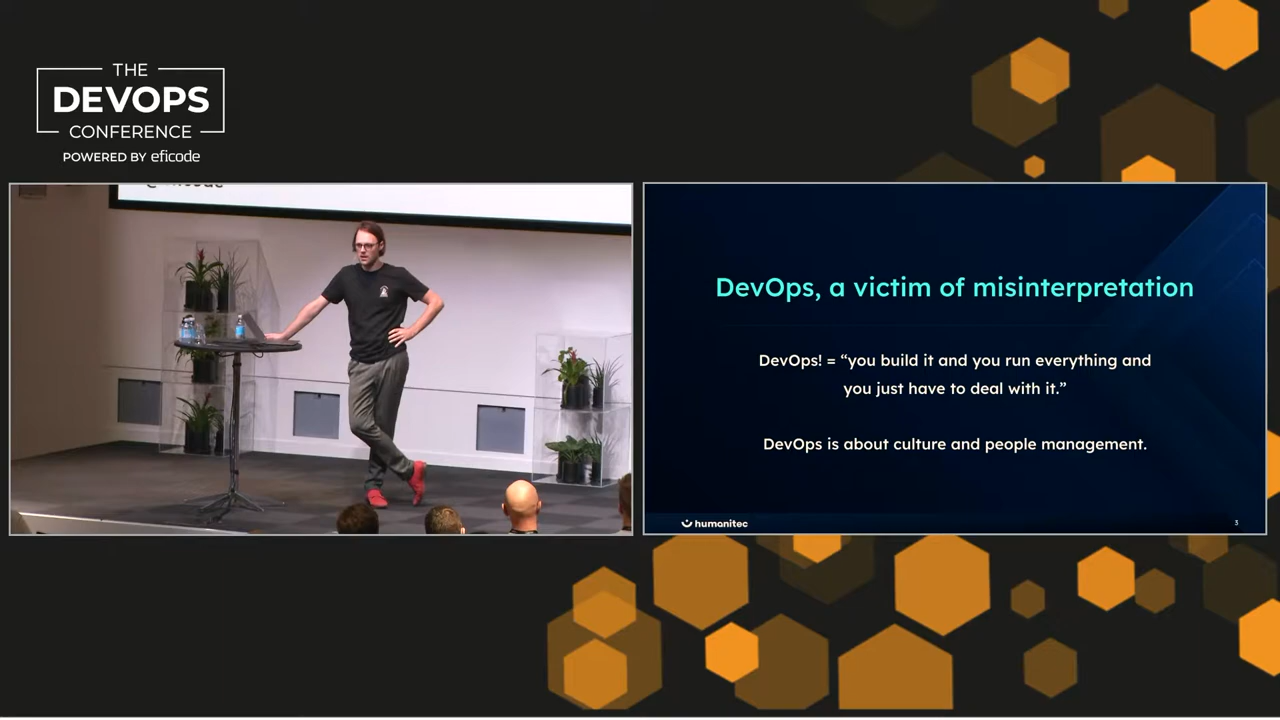 THE
DEVOPS
CONFERENCE
POWERED BY eficode
DevOps, a victim of misinterpretation
DevOps! = “you build it and you run everything and
you just have to deal with it.”
DevOps is about culture and people management.
humanitec
3